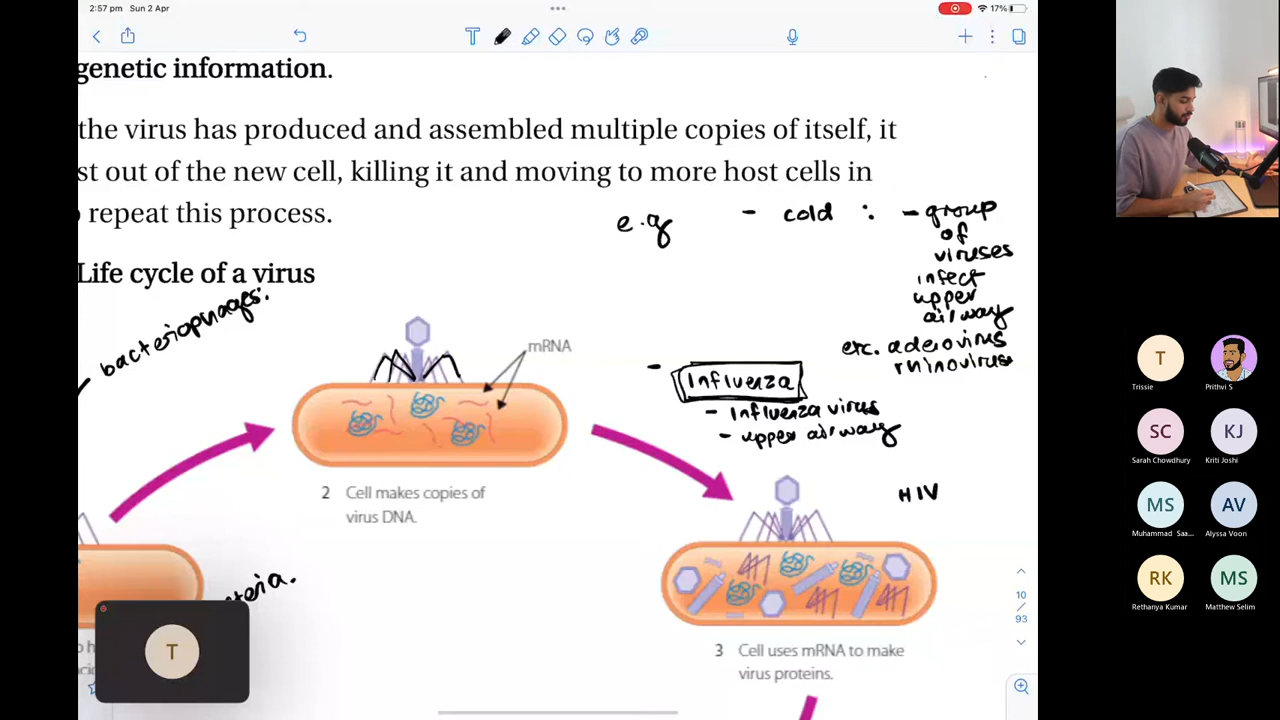 2:57 pm Sun 2 Apr
17%
genetic information.
the virus has produced and assembled multiple copies of itself, it
st out of the new cell, killing it and moving to more host cells in
repeat this process.
e.g - cold : - group
of
viruses
infect
upper
airway
etc. adenovirus
rhinovirus
Life cycle of a virus
bacteriophages:
mRNA
- Influenza
- Influenza virus
- upper airway
HIV
2 Cell makes copies of
virus DNA.
teria.
3 Cell uses mRNA to make
virus proteins.
10
/
93
T
T
Trissie
Prithvi S
SC
Sarah Chowdhury
KJ
Kriti Joshi
MS
Muhammad Saa...
AV
Alyssa Voon
RK
Rethanya Kumar
MS
Matthew Selim
T